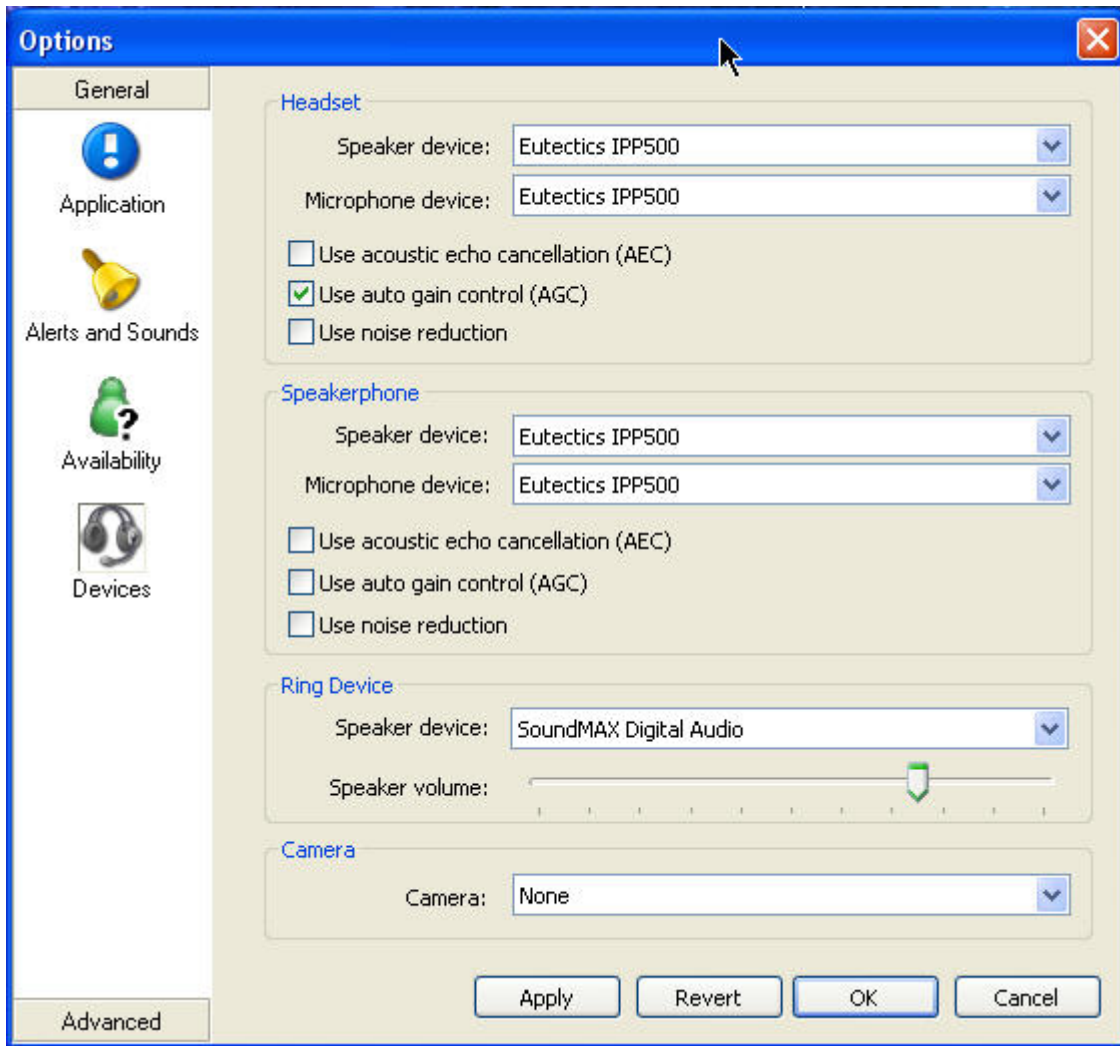 Options
General
Application
Alerts and Sounds
Availability
Devices
Advanced
Headset
Speaker device: Eutectics IPP500
Microphone device: Eutectics IPP500
Use acoustic echo cancellation (AEC)
Use auto gain control (AGC)
Use noise reduction
Speakerphone
Speaker device: Eutectics IPP500
Microphone device: Eutectics IPP500
Use acoustic echo cancellation (AEC)
Use auto gain control (AGC)
Use noise reduction
Ring Device
Speaker device: SoundMAX Digital Audio
Speaker volume:
Camera
Camera: None
Apply Revert OK Cancel